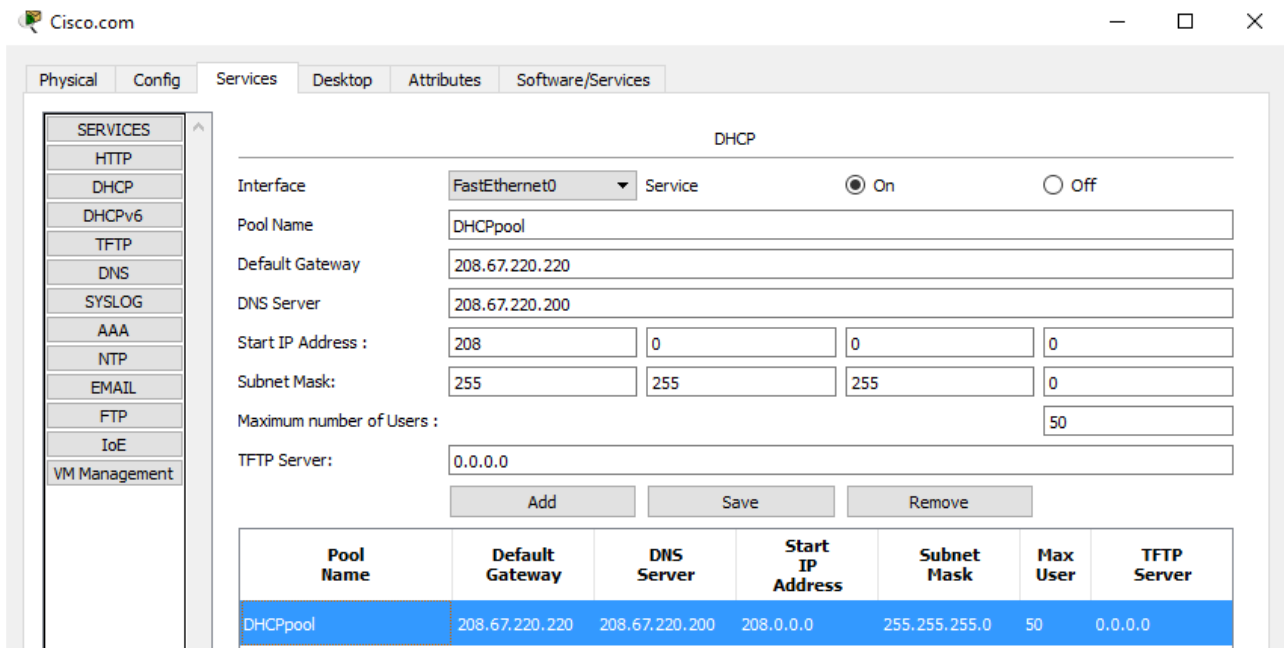 Cisco.com
Physical Config Services Desktop Attributes Software/Services
SERVICES
HTTP
DHCP
DHCPv6
TFTP
DNS
SYSLOG
AAA
NTP
EMAIL
FTP
IoE
VM Management
DHCP
Interface FastEthernet0 Service On Off
Pool Name DHCPpool
Default Gateway 208.67.220.220
DNS Server 208.67.220.200
Start IP Address : 208 0 0 0
Subnet Mask: 255 255 255 0
Maximum number of Users : 50
TFTP Server: 0.0.0.0
Add Save Remove
Pool Name Default Gateway DNS Server Start IP Address Subnet Mask Max User TFTP Server
DHCPpool 208.67.220.220 208.67.220.200 208.0.0.0 255.255.255.0 50 0.0.0.0